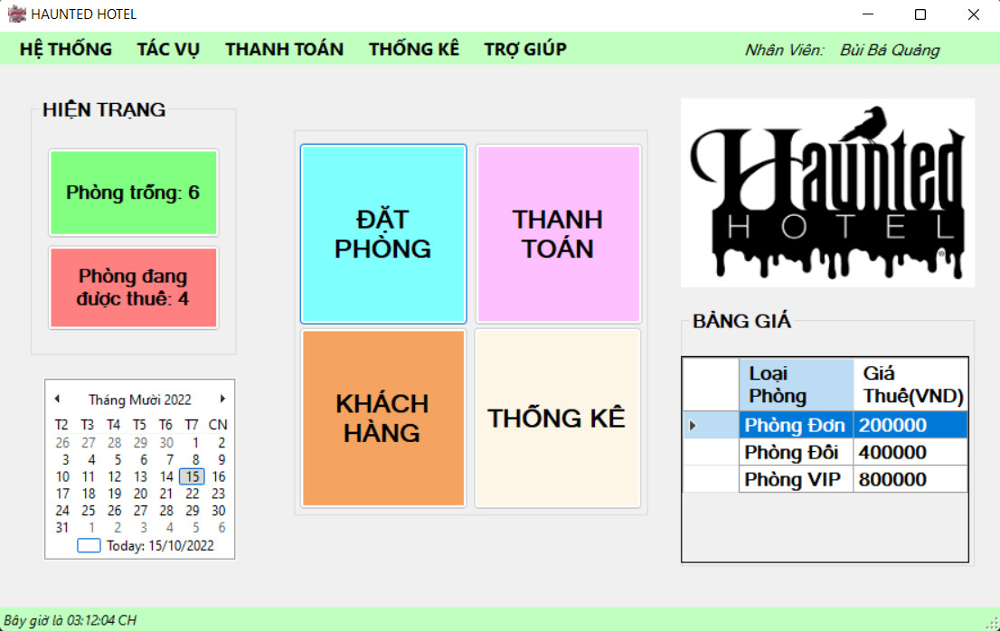 HAUNTED HOTEL
HỆ THỐNG TÁC VỤ THANH TOÁN THỐNG KÊ TRỢ GIÚP Nhân Viên: Bùi Bá Quảng
HIỆN TRẠNG
Phòng trống: 6
Phòng đang
được thuê: 4
Tháng Mười 2022
T2 T3 T4 T5 T6 T7 CN
26 27 28 29 30 1 2
3 4 5 6 7 8 9
10 11 12 13 14 15 16
17 18 19 20 21 22 23
24 25 26 27 28 29 30
31 1 2 3 4 5 6
Today: 15/10/2022
ĐẶT
PHÒNG
THANH
TOÁN
KHÁCH
HÀNG
THỐNG KÊ
Haunted
HOTEL
BẢNG GIÁ
Loại Phòng Giá Thuê(VND)
Phòng Đơn 200000
Phòng Đôi 400000
Phòng VIP 800000
Bây giờ là 03:12:04 CH